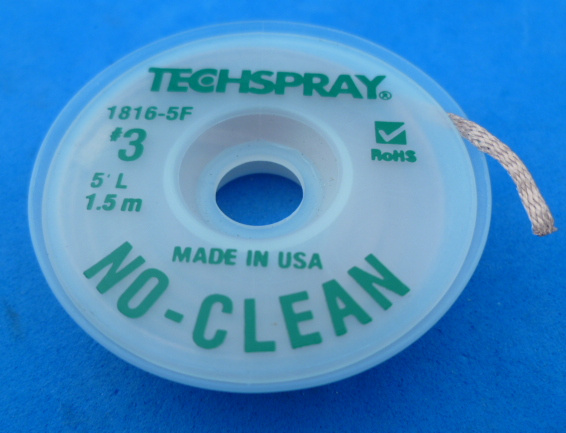 TECHSPRAY®
1816-5F
#3
RoHS
5' L
1.5 m
MADE IN USA
NO-CLEAN